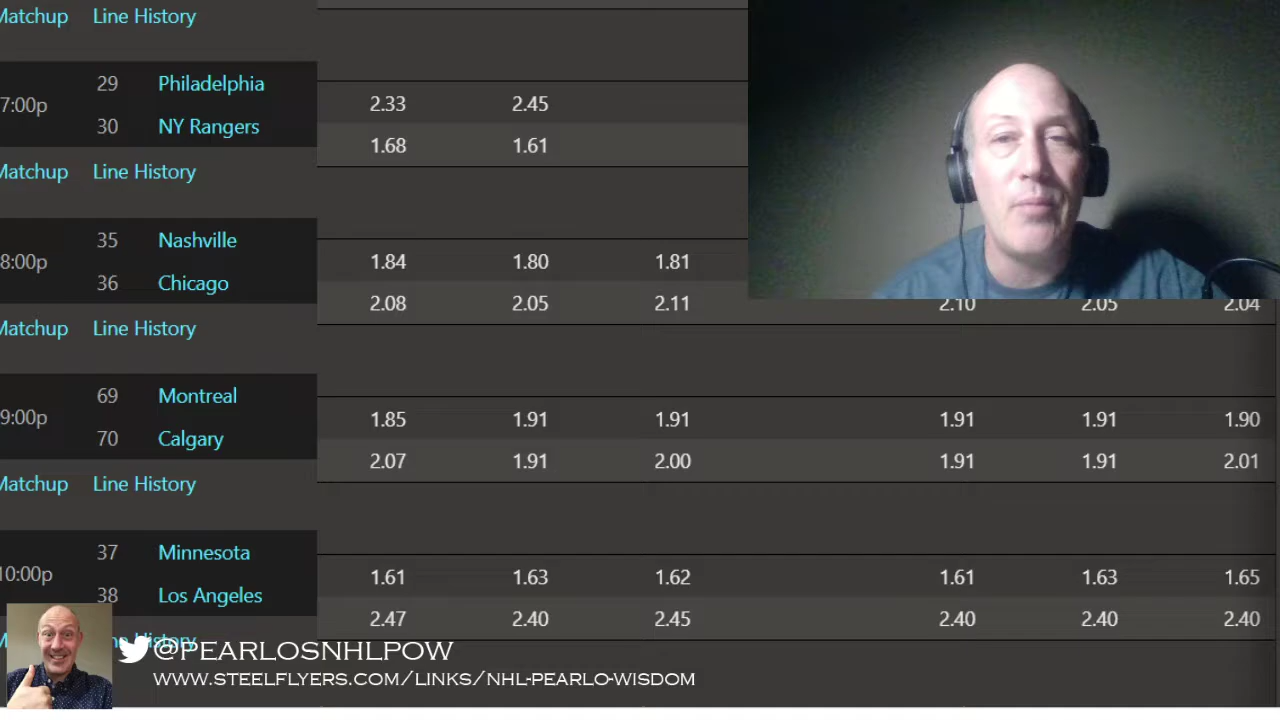 Matchup Line History
7:00p 29 Philadelphia 2.33 2.45
30 NY Rangers 1.68 1.61
Matchup Line History
8:00p 35 Nashville 1.84 1.80 1.81
36 Chicago 2.08 2.05 2.11 2.10 2.05 2.04
Matchup Line History
9:00p 69 Montreal 1.85 1.91 1.91 1.91 1.91 1.90
70 Calgary 2.07 1.91 2.00 1.91 1.91 2.01
Matchup Line History
10:00p 37 Minnesota 1.61 1.63 1.62 1.61 1.63 1.65
38 Los Angeles 2.47 2.40 2.45 2.40 2.40 2.40
Line History
@PEARLOSNHLPOW
WWW.STEELFLYERS.COM/LINKS/NHL-PEARLO-WISDOM